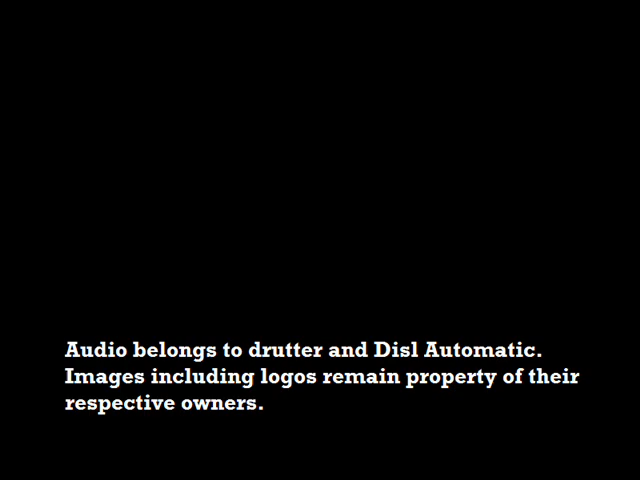 Audio belongs to drutter and Disl Automatic.
Images including logos remain property of their
respective owners.